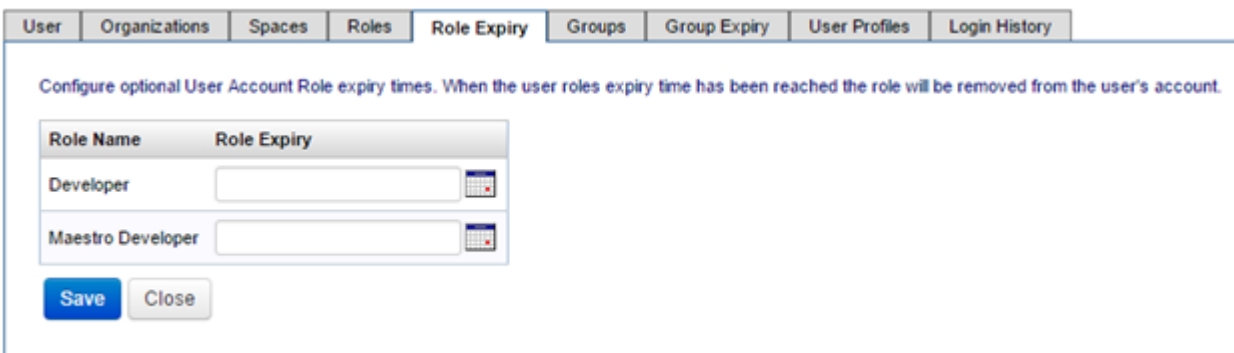 User Organizations Spaces Roles Role Expiry Groups Group Expiry User Profiles Login History
Configure optional User Account Role expiry times. When the user roles expiry time has been reached the role will be removed from the user's account.
Role Name Role Expiry
Developer
Maestro Developer
Save Close